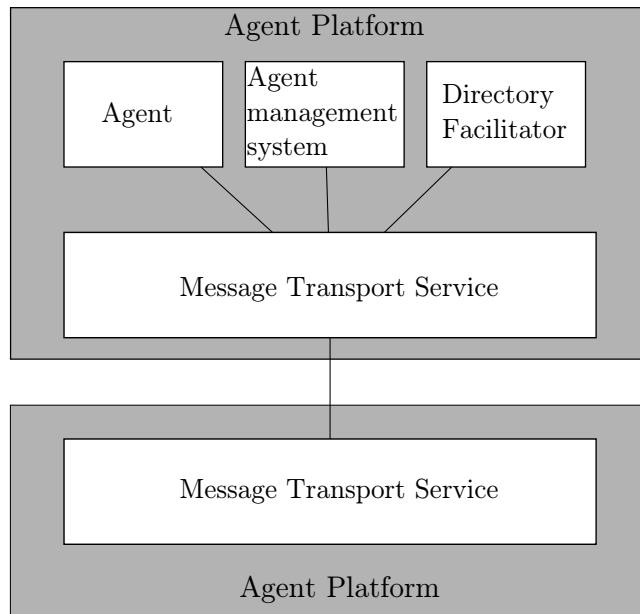 Agent Platform
Agent
Agent
management
system
Directory
Facilitator
Message Transport Service
Message Transport Service
Agent Platform